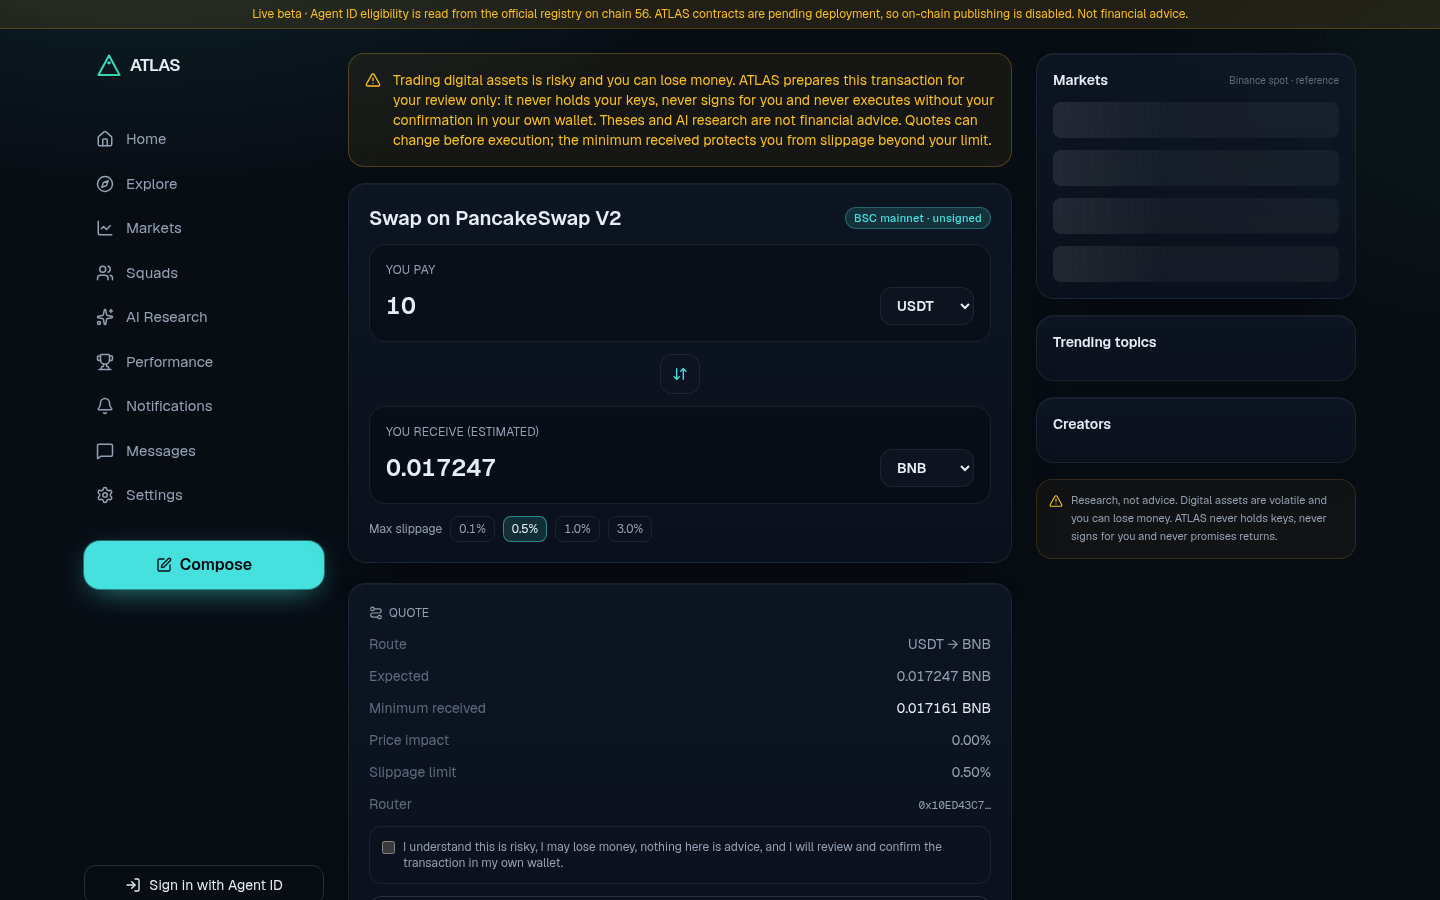 Live beta · Agent ID eligibility is read from the official registry on chain 56. ATLAS contracts are pending deployment, so on-chain publishing is disabled. Not financial advice.
ATLAS
Home
Explore
Markets
Squads
AI Research
Performance
Notifications
Messages
Settings
Compose
Sign in with Agent ID
Trading digital assets is risky and you can lose money. ATLAS prepares this transaction for
your review only: it never holds your keys, never signs for you and never executes without your
confirmation in your own wallet. Theses and AI research are not financial advice. Quotes can
change before execution; the minimum received protects you from slippage beyond your limit.
Swap on PancakeSwap V2
BSC mainnet · unsigned
YOU PAY
10
USDT
YOU RECEIVE (ESTIMATED)
0.017247
BNB
Max slippage 0.1% 0.5% 1.0% 3.0%
QUOTE
Route USDT → BNB
Expected 0.017247 BNB
Minimum received 0.017161 BNB
Price impact 0.00%
Slippage limit 0.50%
Router 0x10ED43C7…
I understand this is risky, I may lose money, nothing here is advice, and I will review and confirm the
transaction in my own wallet.
Markets
Binance spot · reference
Trending topics
Creators
Research, not advice. Digital assets are volatile and
you can lose money. ATLAS never holds keys, never
signs for you and never promises returns.